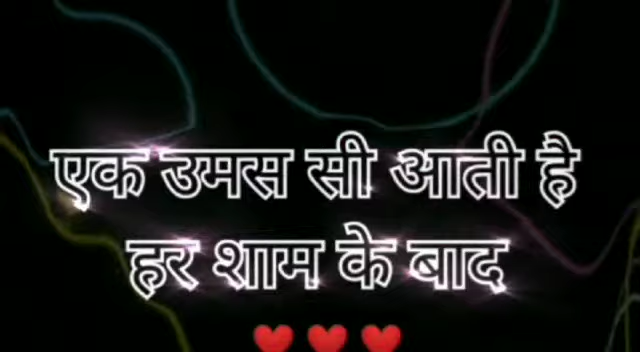 एक उमस सी आती है
हर शाम के बाद
❤️ ❤️ ❤️